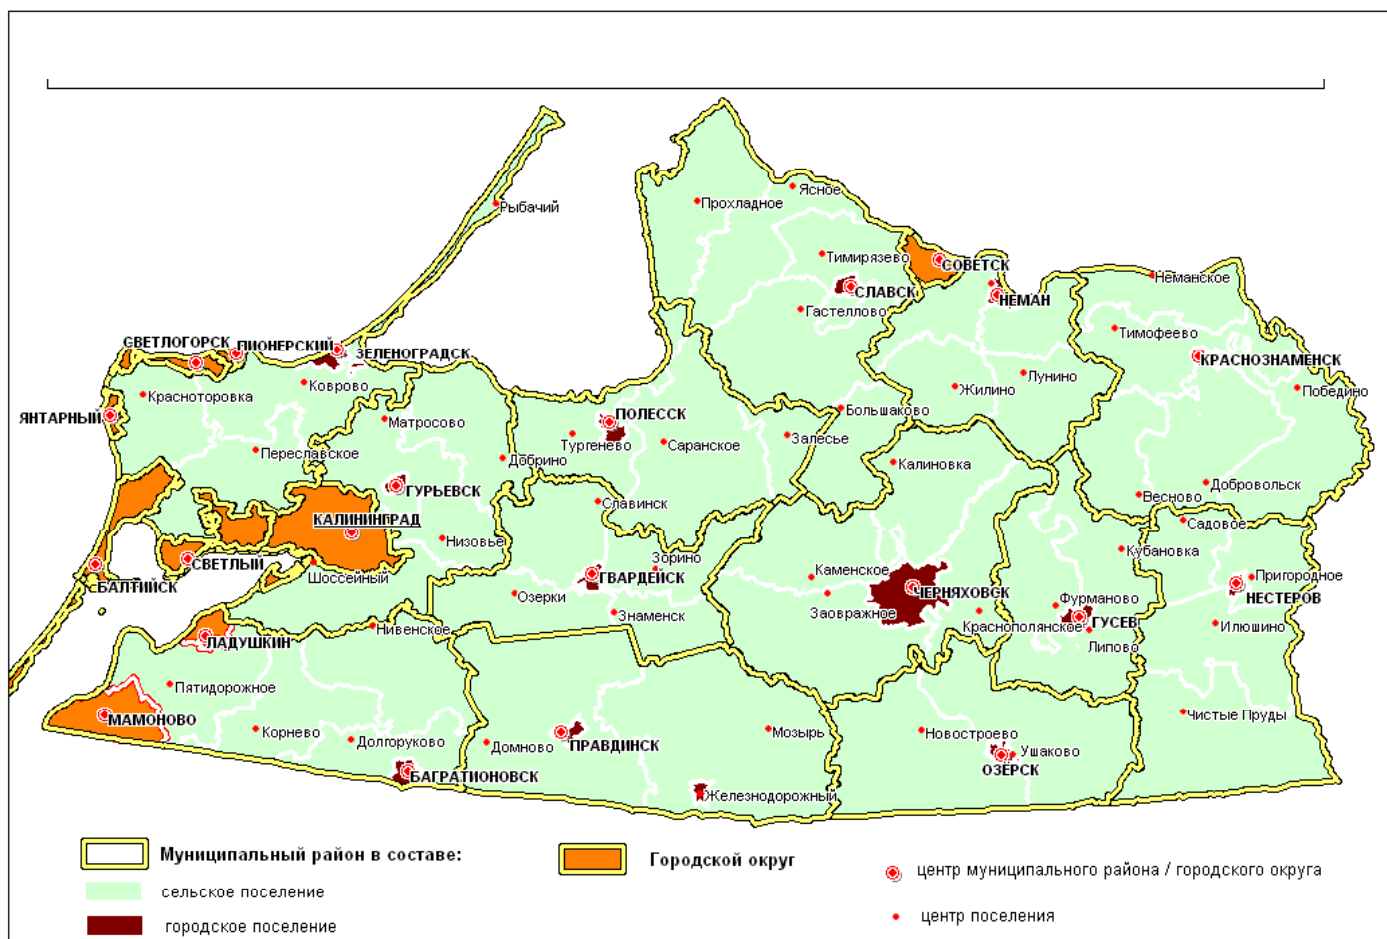 Рыбачий
Ясное
Прохладное
Тимирязево
СОВЕТСК
СЛАВСК
НЕМАН
Неманское
Гастеллово
Тимофеево
СВЕТЛОГОРСК
ПИОНЕРСКИЙ
ЗЕЛЕНОГРАДСК
КРАСНОЗНАМЕНСК
Коврово
Лунино
Жилино
Победино
Красноторовка
ЯНТАРНЫЙ
Матросово
ПОЛЕССК
Большаково
Тургенево
Саранское
Залесье
Переславское
Добрино
Калиновка
ГУРЬЕВСК
Славинск
Добровольск
Весново
КАЛИНИНГРАД
Садовое
Низовье
Кубановка
СВЕТЛЫЙ
Зорино
БАЛТИЙСК
Шоссейный
ГВАРДЕЙСК
Каменское
Пригородное
ЧЕРНЯХОВСК
НЕСТЕРОВ
Озерки
Знаменск
Заовражное
Фурманово
Краснополянское
ГУСЕВ
Илюшино
Нивенское
ЛАДУШКИН
Липово
Пятидорожное
МАМОНОВО
Чистые Пруды
Корнево
Долгоруково
Домново
ПРАВДИНСК
Мозырь
Новостроево
Ушаково
ОЗЁРСК
БАГРАТИОНОВСК
Железнодорожный
Муниципальный район в составе:
Городской округ
центр муниципального района / городского округа
сельское поселение
центр поселения
городское поселение